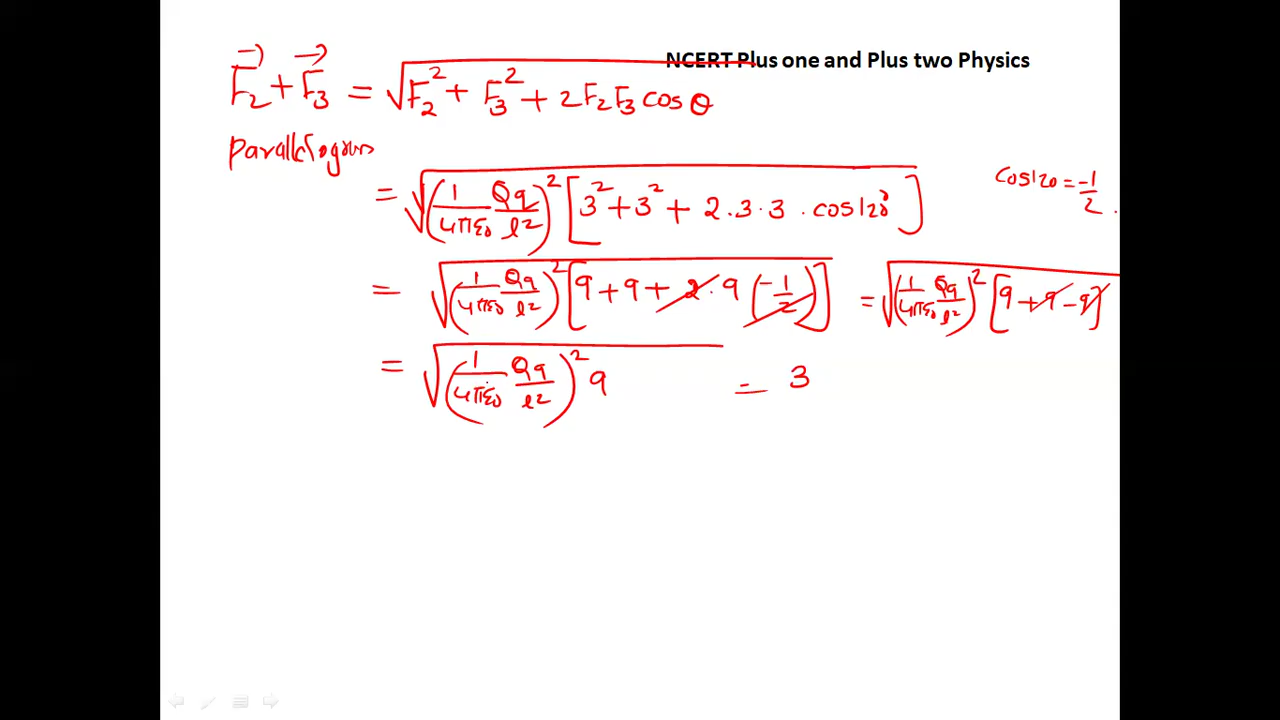 NCERT Plus one and Plus two Physics
F⃗₂ + F⃗₃ = √(F₂² + F₃² + 2F₂F₃ cos θ)
Parallelogram
= √((1/4πε₀ Qq/l²)² [3² + 3² + 2·3·3·cos120°])
cos120 = -1/2.
= √((1/4πε₀ Qq/l²)² [9 + 9 + 2·9(-1/2)]) = √((1/4πε₀ Qq/l²)² [9 + 9 - 9])
= √((1/4πε₀ Qq/l²)² 9) = 3